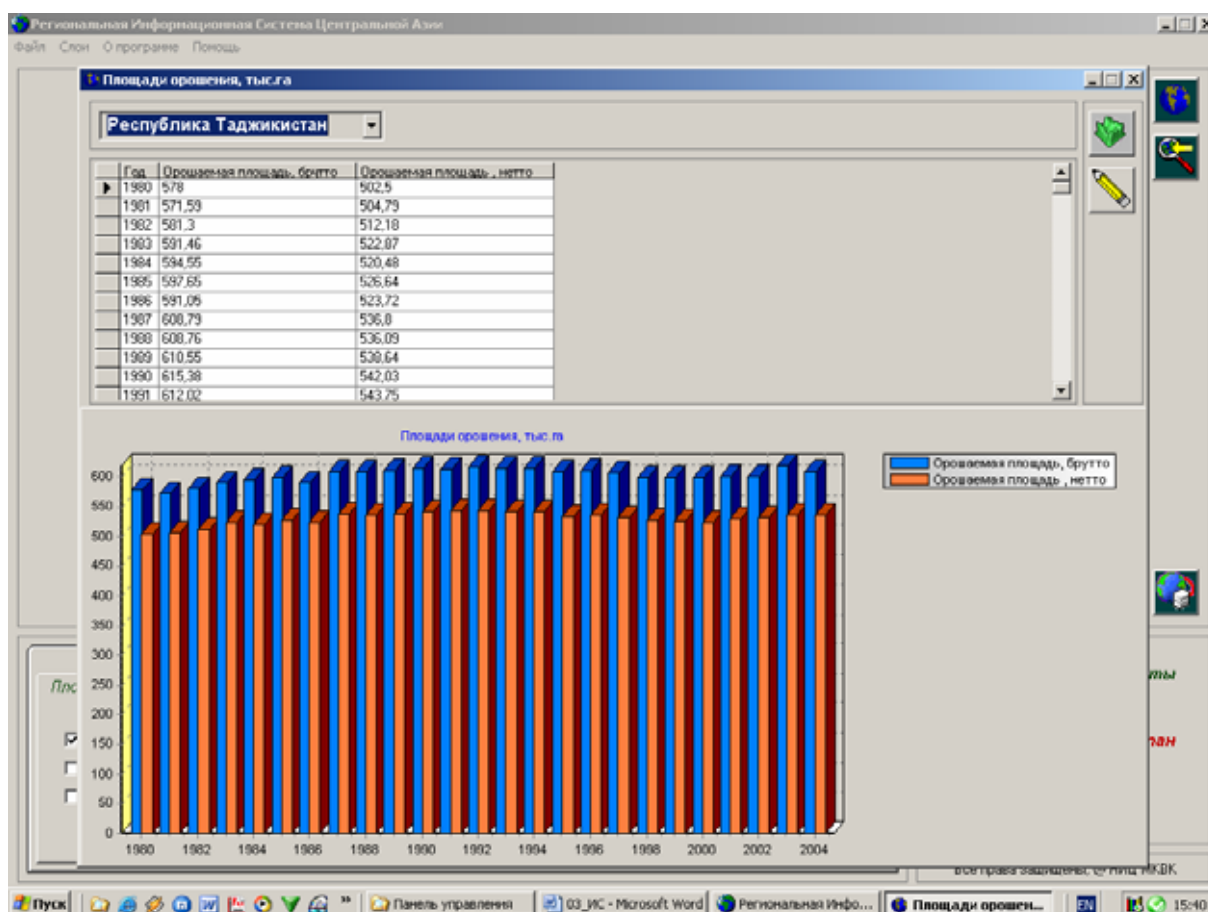 Региональная Информационная Система Центральной Азии
Файл Слои О программе Помощь
Площади орошения, тыс.га
Республика Таджикистан
Год Орошаемая площадь, брутто Орошаемая площадь , нетто
1980 578 502,5
1981 571,59 504,79
1982 581,3 512,18
1983 591,46 522,87
1984 594,55 520,48
1985 597,65 526,64
1986 591,05 523,72
1987 608,79 536,8
1988 608,76 536,09
1989 610,55 538,64
1990 615,38 542,03
1991 612,02 543,75
Площади орошения, тыс.га
Орошаемая площадь, брутто
Орошаемая площадь , нетто
600
550
500
450
400
350
300
250
200
150
100
50
0
1980 1982 1984 1986 1988 1990 1992 1994 1996 1998 2000 2002 2004
Все права защищены, @ НИЦ МКВК
Пуск » Панель управления 03_ИС - Microsoft Word Региональная Инфо... Площади орошен... EN 15:40